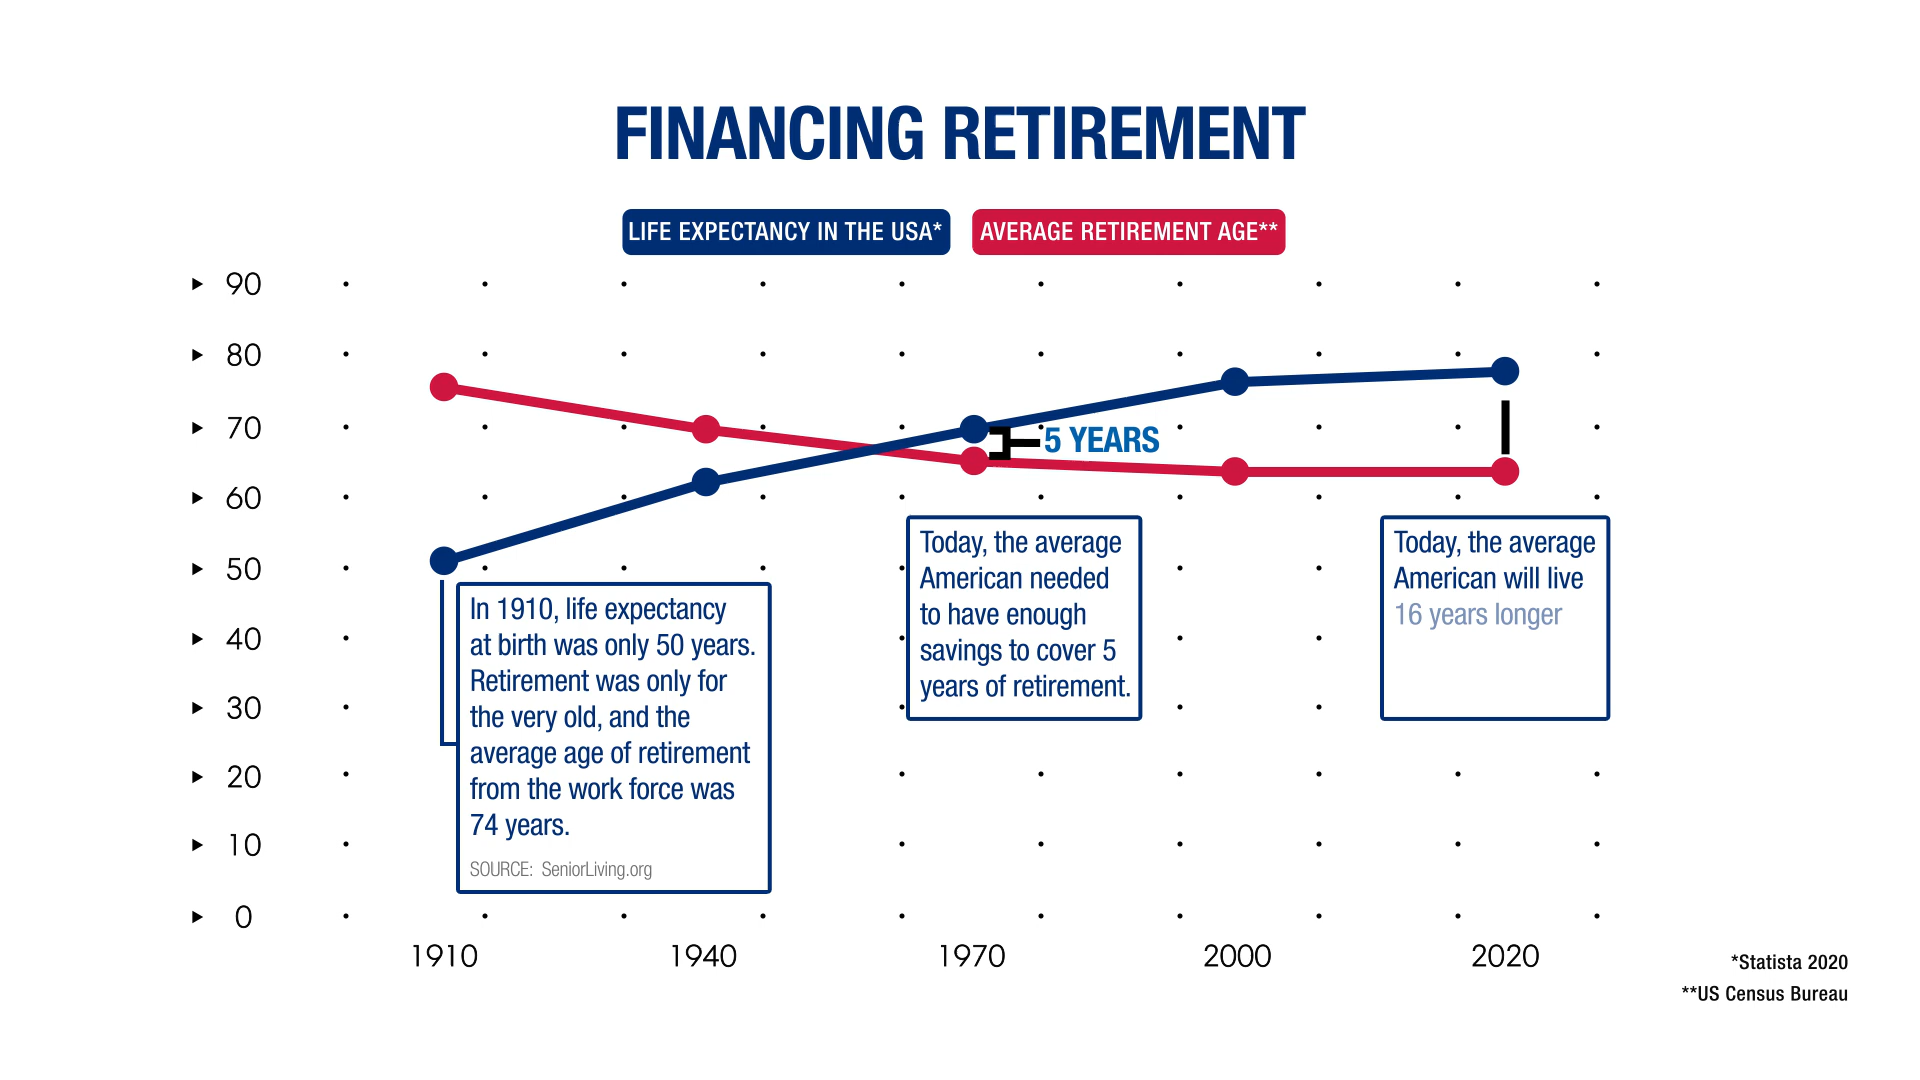 FINANCING RETIREMENT
LIFE EXPECTANCY IN THE USA*
AVERAGE RETIREMENT AGE**
90
80
70
60
50
40
30
20
10
0
5 YEARS
In 1910, life expectancy
at birth was only 50 years.
Retirement was only for
the very old, and the
average age of retirement
from the work force was
74 years.
SOURCE: SeniorLiving.org
Today, the average
American needed
to have enough
savings to cover 5
years of retirement.
Today, the average
American will live
16 years longer
1910
1940
1970
2000
2020
*Statista 2020
**US Census Bureau